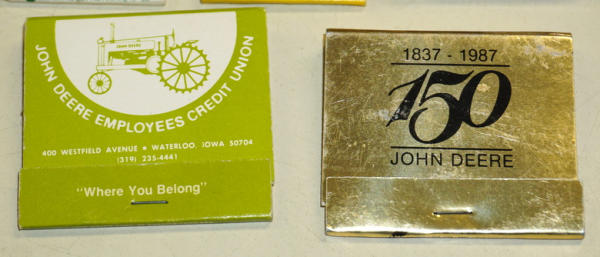 JOHN DEERE
JOHN DEERE EMPLOYEES CREDIT UNION
400 WESTFIELD AVENUE • WATERLOO, IOWA 50704
(319) 235-4441
"Where You Belong"
1837 - 1987
150
JOHN DEERE